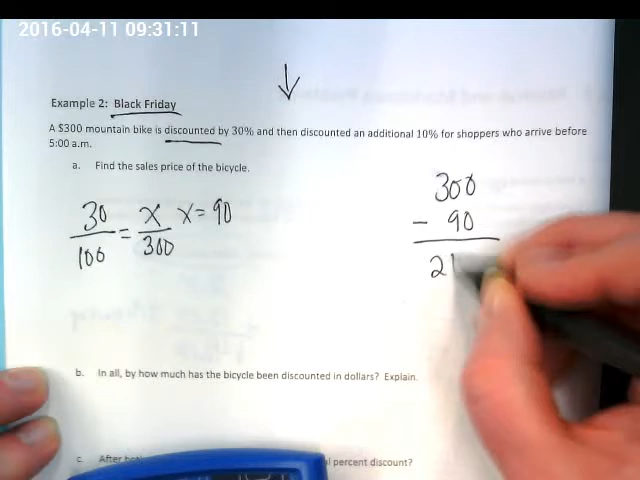 2016-04-11 09:31:11
Example 2: Black Friday
A $300 mountain bike is discounted by 30% and then discounted an additional 10% for shoppers who arrive before
5:00 a.m.
a. Find the sales price of the bicycle.
30/100 = x/300 x = 90
300
- 90
21
b. In all, by how much has the bicycle been discounted in dollars? Explain.
c. After percent discount?